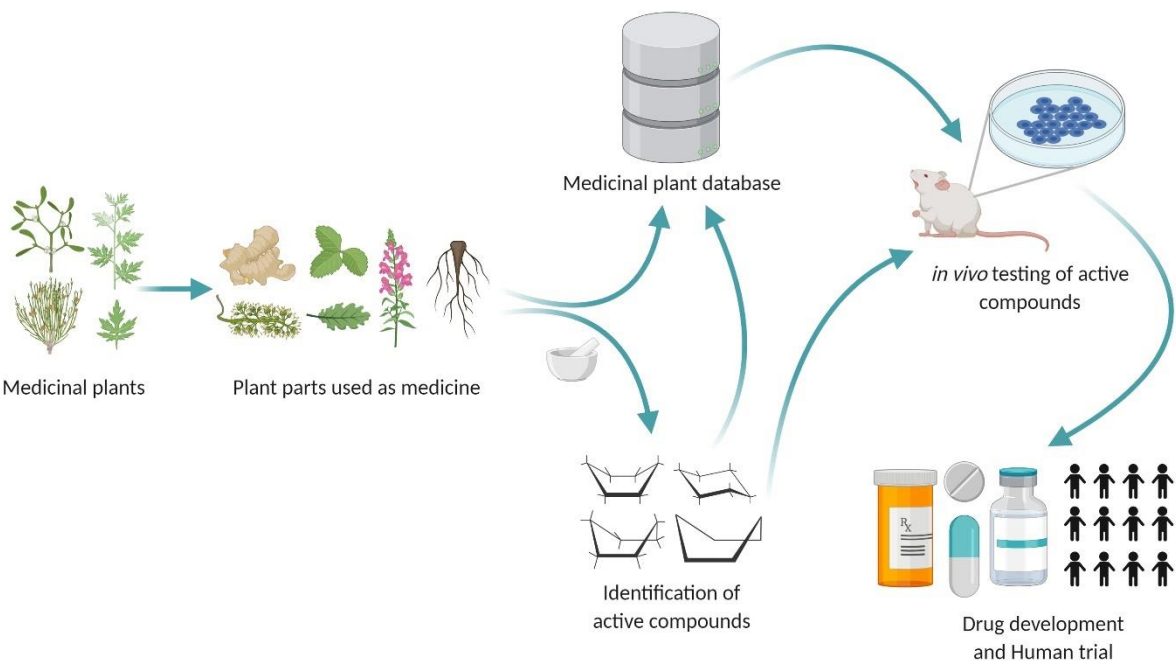 Medicinal plant database
in vivo testing of active
compounds
Medicinal plants
Plant parts used as medicine
Rx
Identification of
active compounds
Drug development
and Human trial